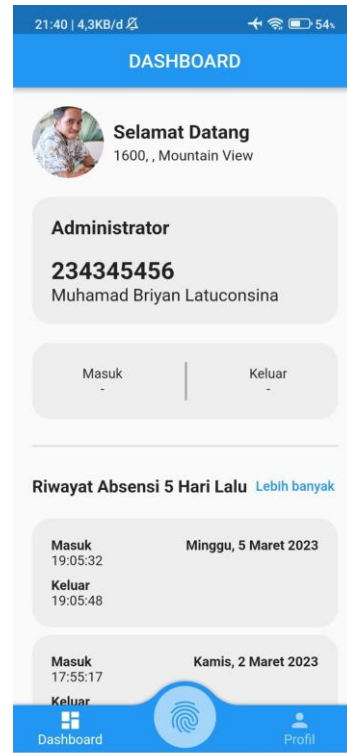 21:40 | 4,3KB/d 54%
DASHBOARD
Selamat Datang
1600, , Mountain View
Administrator
234345456
Muhamad Briyan Latuconsina
Masuk Keluar
- -
Riwayat Absensi 5 Hari Lalu Lebih banyak
Masuk Minggu, 5 Maret 2023
19:05:32
Keluar
19:05:48
Masuk Kamis, 2 Maret 2023
17:55:17
Keluar
Dashboard Profil